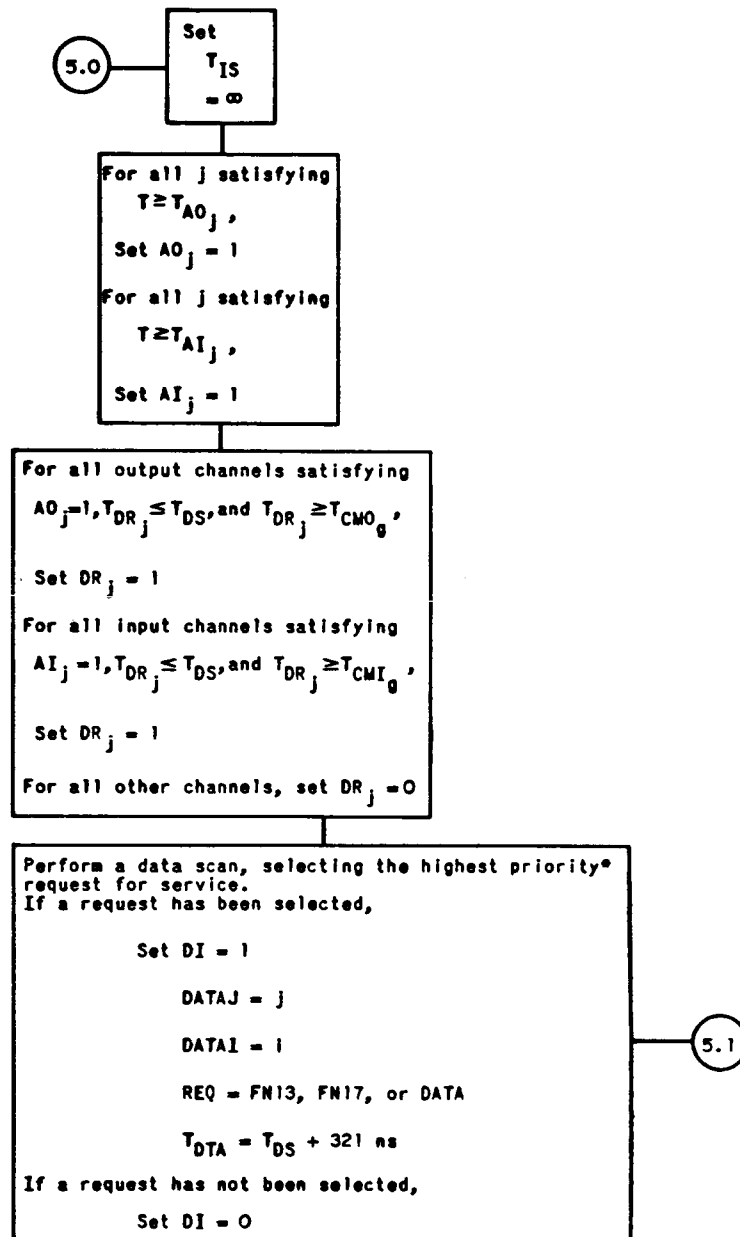 5.0
Set
T_IS
= ∞
For all j satisfying
T≥T_AO_j,
Set AO_j = 1
For all j satisfying
T≥T_AI_j,
Set AI_j = 1
For all output channels satisfying
AO_j=1,T_DR_j≤T_DS,and T_DR_j≥T_CMO_g,
Set DR_j = 1
For all input channels satisfying
AI_j=1,T_DR_j≤T_DS,and T_DR_j≥T_CMI_g,
Set DR_j = 1
For all other channels, set DR_j=0
Perform a data scan, selecting the highest priority*
request for service.
If a request has been selected,
Set DI = 1
DATAJ = j
DATAI = i
REQ = FN13, FN17, or DATA
T_DTA = T_DS + 321 ns
If a request has not been selected,
Set DI = 0
5.1